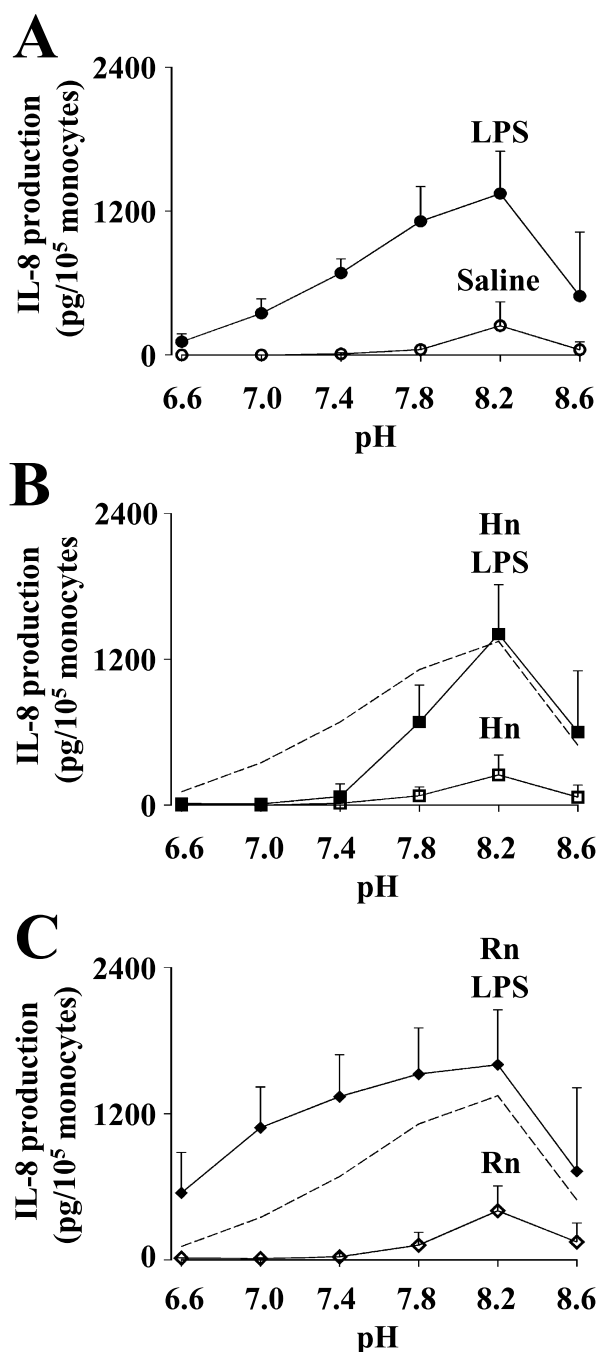 A
IL-8 production
(pg/10⁵ monocytes)
2400
1200
0
LPS
Saline
6.6 7.0 7.4 7.8 8.2 8.6
pH
B
IL-8 production
(pg/10⁵ monocytes
2400
1200
0
Hn
LPS
Hn
6.6 7.0 7.4 7.8 8.2 8.6
pH
C
IL-8 production
(pg/10⁵ monocytes)
2400
1200
0
Rn
LPS
Rn
6.6 7.0 7.4 7.8 8.2 8.6
pH